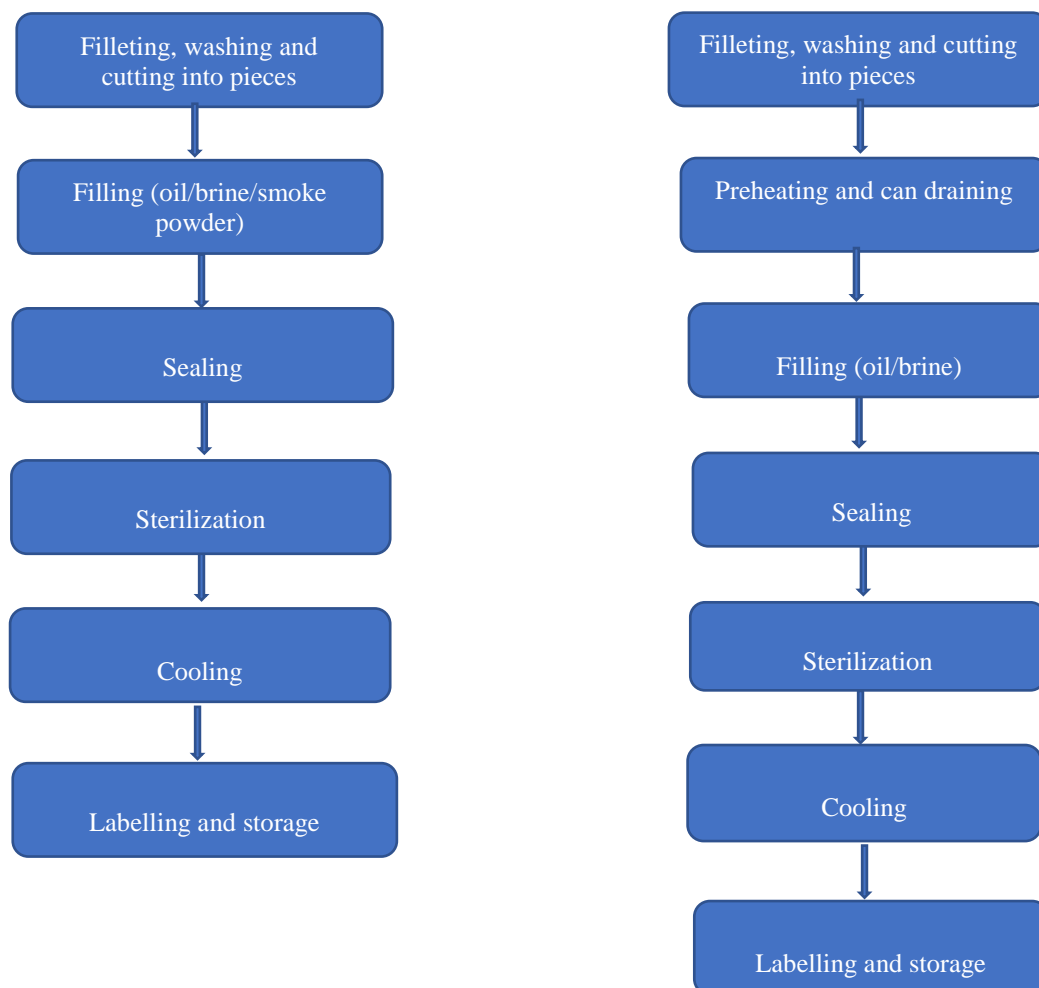 Filleting, washing and
cutting into pieces
Filling (oil/brine/smoke
powder)
Sealing
Sterilization
Cooling
Labelling and storage
Filleting, washing and cutting
into pieces
Preheating and can draining
Filling (oil/brine)
Sealing
Sterilization
Cooling
Labelling and storage